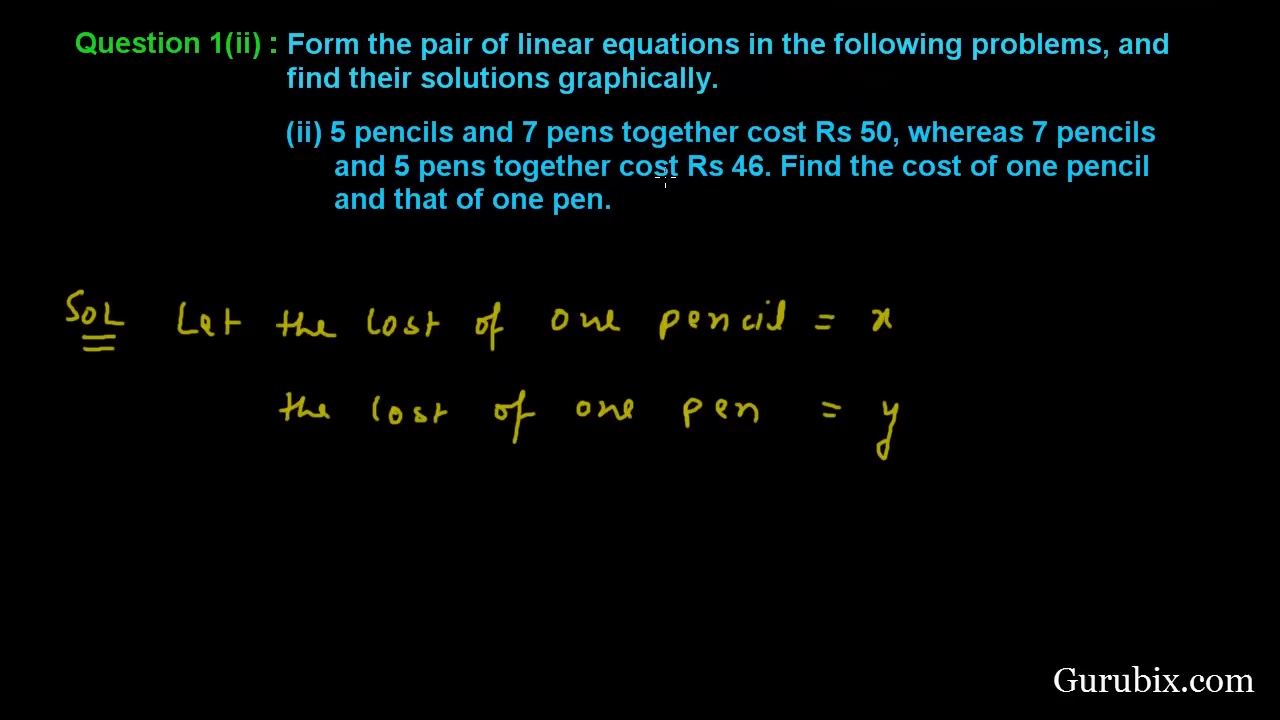 Question 1(ii) : Form the pair of linear equations in the following problems, and
find their solutions graphically.
(ii) 5 pencils and 7 pens together cost Rs 50, whereas 7 pencils
and 5 pens together cost Rs 46. Find the cost of one pencil
and that of one pen.
SOL Let the cost of one pencil = x
the cost of one pen = y
Gurubix.com